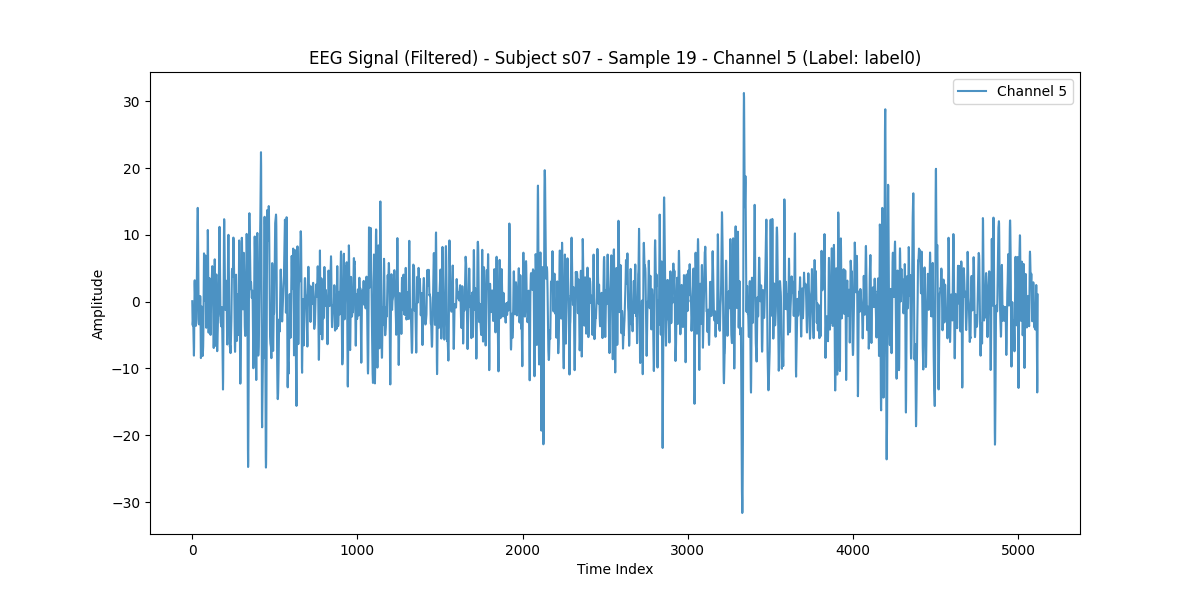 EEG Signal (Filtered) - Subject s07 - Sample 19 - Channel 5 (Label: label0)
Channel 5
30
20
10
0
−10
−20
−30
Amplitude
0 1000 2000 3000 4000 5000
Time Index